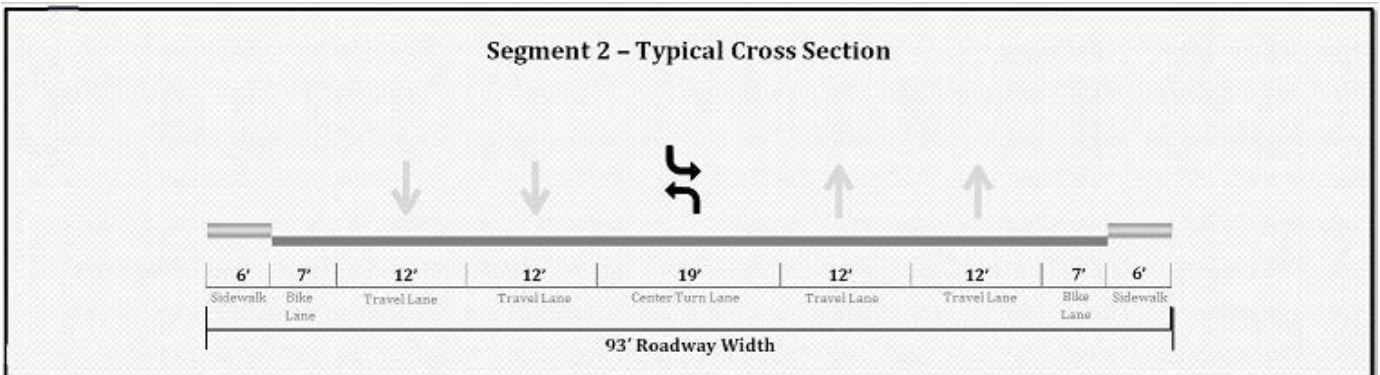 Segment 2 – Typical Cross Section
6’ 7’ 12’ 12’ 19’ 12’ 12’ 7’ 6’
Sidewalk Bike Travel Lane Travel Lane Center Turn Lane Travel Lane Travel Lane Bike Sidewalk
Lane Lane
93’ Roadway Width